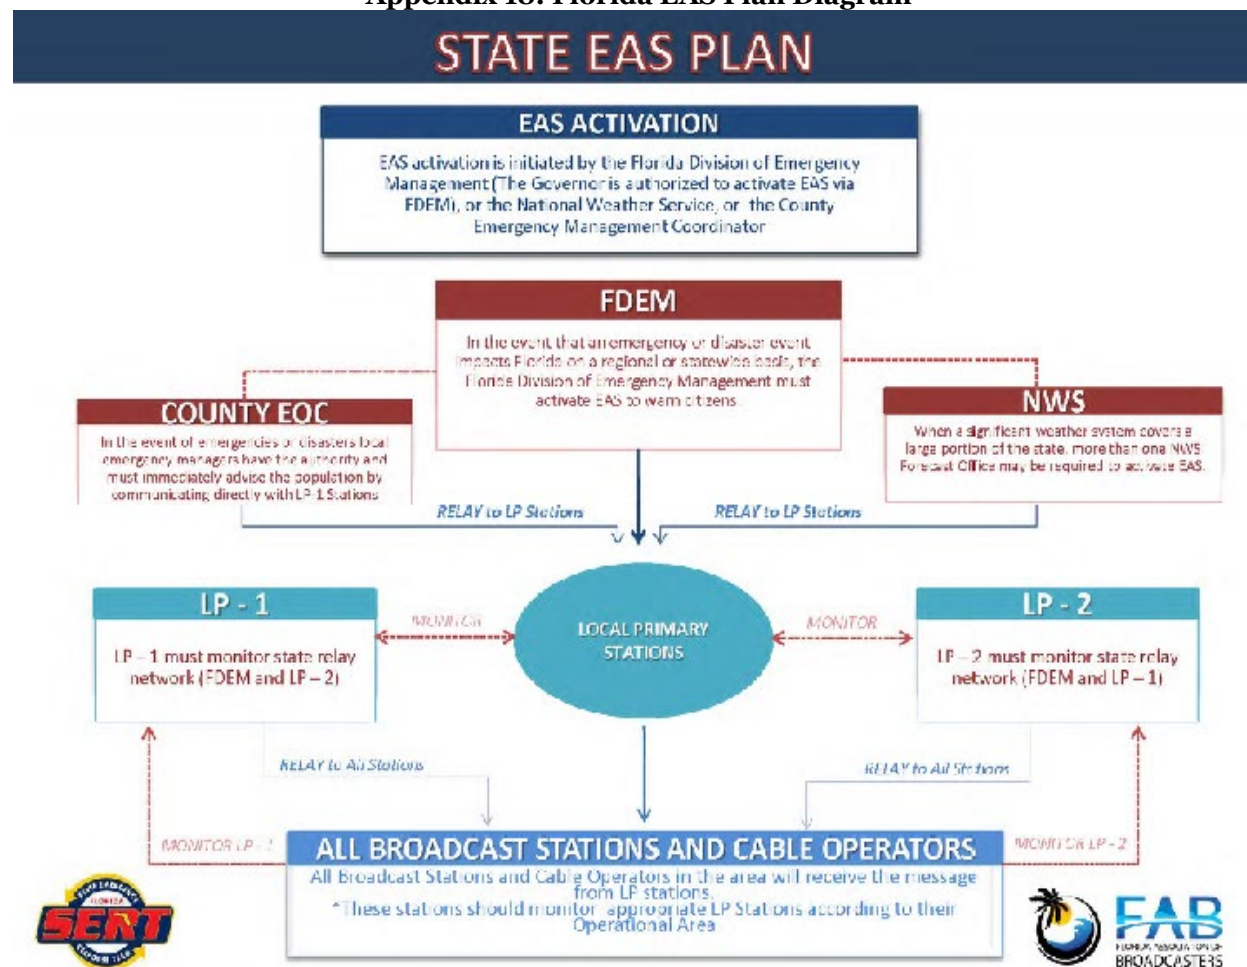 Appendix 18: Florida EAS Plan Diagram
STATE EAS PLAN
EAS ACTIVATION
EAS activation is initiated by the Florida Division of Emergency
Management (The Governor is authorized to activate EAS via
FDEM), or the National Weather Service, or the County
Emergency Management Coordinator
FDEM
In the event that an emergency or disaster event
impacts Florida on a regional or statewide basis, the
Florida Division of Emergency Management must
activate EAS to warn citizens.
COUNTY EOC
In the event of emergencies or disasters local
emergency managers have the authority and
must immediately advise the population by
communicating directly with LP-1 Stations
NWS
When a significant weather system covers a
large portion of the state, more than one NWS
Forecast Office may be required to activate EAS.
RELAY to LP Stations
RELAY to LP Stations
LP - 1
LP – 1 must monitor state relay
network (FDEM and LP – 2)
MONITOR
LOCAL PRIMARY
STATIONS
MONITOR
LP - 2
LP – 2 must monitor state relay
network (FDEM and LP – 1)
RELAY to All Stations
RELAY to All Stations
MONITOR LP - 1
MONITOR LP - 2
ALL BROADCAST STATIONS AND CABLE OPERATORS
All Broadcast Stations and Cable Operators in the area will receive the message
from LP stations.
*These stations should monitor appropriate LP Stations according to their
Operational Area
STATE EMERGENCY
FLORIDA
SERT
RESPONSE TEAM
FAB
FLORIDA ASSOCIATION OF
BROADCASTERS